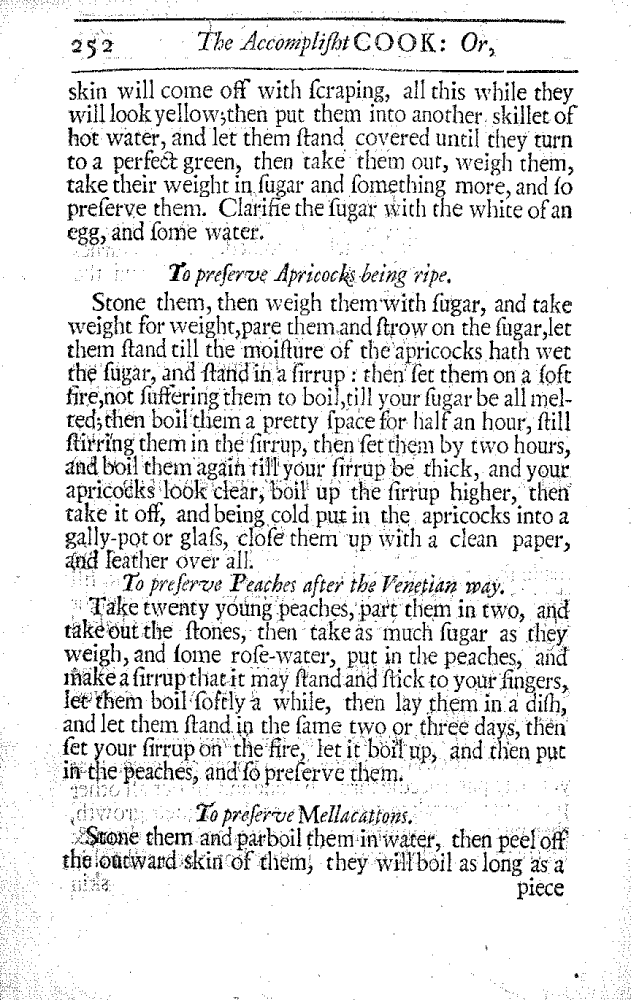 252 The Accompliſht COOK: Or,
skin will come off with ſcraping, all this while they
will look yellow; then put them into another skillet of
hot water, and let them ſtand covered until they turn
to a perfect green, then take them out, weigh them,
take their weight in ſugar and ſomething more, and ſo
preſerve them. Clarifie the ſugar with the white of an
egg, and ſome water.
To preſerve Apricocks being ripe.
Stone them, then weigh them with ſugar, and take
weight for weight, pare them and ſtrow on the ſugar, let
them ſtand till the moiſture of the apricocks hath wet
the ſugar, and ſtand in a ſirrup: then ſet them on a ſoft
fire, not ſuffering them to boil, till your ſugar be all mel-
ted; then boil them a pretty ſpace for half an hour, ſtill
ſtirring them in the ſirrup, then ſet them by two hours,
and boil them again till your ſirrup be thick, and your
apricocks look clear, boil up the ſirrup higher, then
take it off, and being cold put in the apricocks into a
gally-pot or glaſs, cloſe them up with a clean paper,
and leather over all.
To preſerve Peaches after the Venetian way.
Take twenty young peaches, part them in two, and
take out the ſtones, then take as much ſugar as they
weigh, and ſome roſe-water, put in the peaches, and
make a ſirrup that it may ſtand and ſtick to your fingers,
let them boil ſoftly a while, then lay them in a diſh,
and let them ſtand in the ſame two or three days, then
ſet your ſirrup on the fire, let it boil up, and then put
in the peaches, and ſo preſerve them.
To preſerve Mellacattons.
Stone them and parboil them in water, then peel off
the outward skin of them, they will boil as long as a
piece